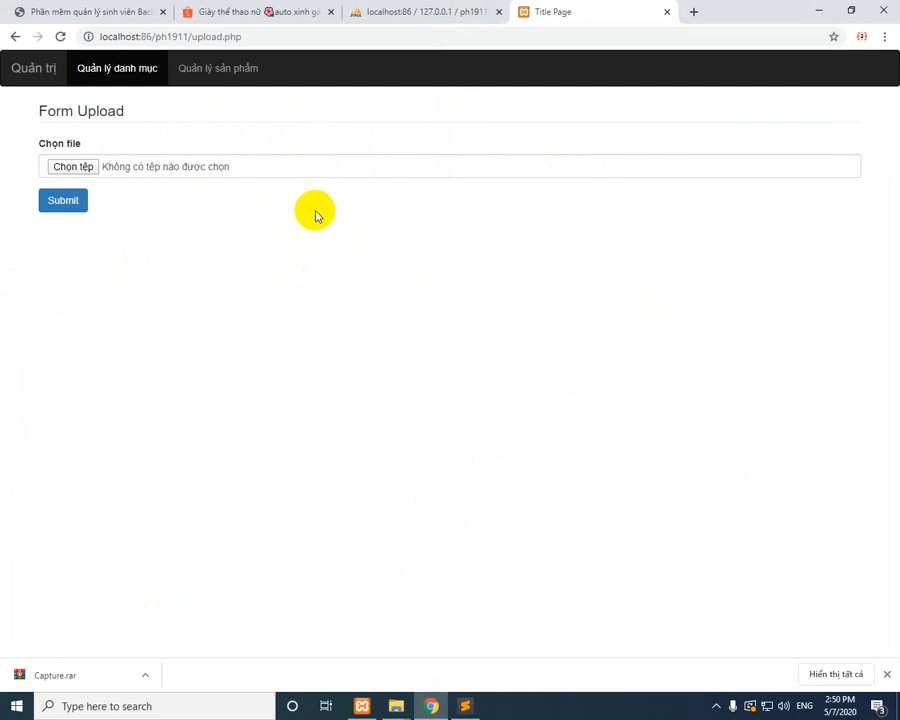 Phần mềm quản lý sinh viên Bac
Giày thể thao nữ 🌺auto xinh gá
localhost:86 / 127.0.0.1 / ph1911
Title Page
localhost:86/ph1911/upload.php
Quản trị
Quản lý danh mục
Quản lý sản phẩm
Form Upload
Chọn file
Chọn tệp Không có tệp nào được chọn
Submit
Capture.rar
Hiển thị tất cả
Type here to search
ENG
2:50 PM
5/7/2020
3